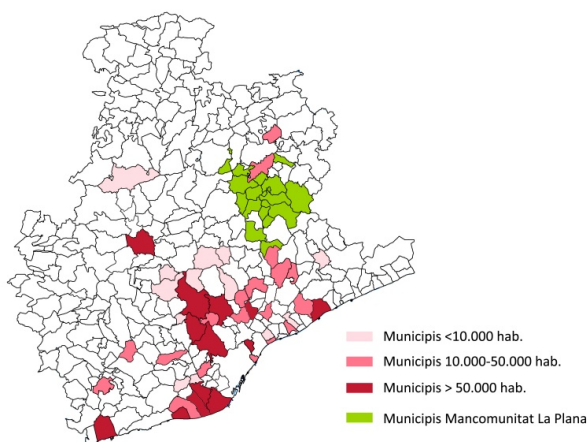 Municipis <10.000 hab.
Municipis 10.000-50.000 hab.
Municipis > 50.000 hab.
Municipis Mancomunitat La Plana